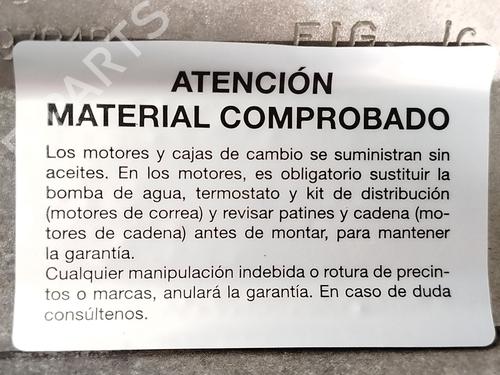 FIG. 1C
ATENCIÓN
MATERIAL COMPROBADO
Los motores y cajas de cambio se suministran sin
aceites. En los motores, es obligatorio sustituir la
bomba de agua, termostato y kit de distribución
(motores de correa) y revisar patines y cadena (mo-
tores de cadena) antes de montar, para mantener
la garantía.
Cualquier manipulación indebida o rotura de precin-
tos o marcas, anulará la garantía. En caso de duda
consúltenos.